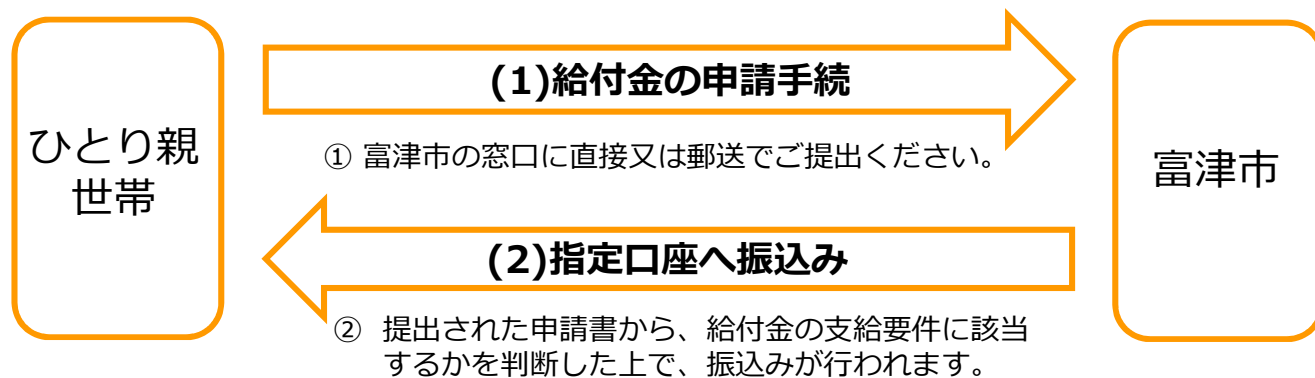 ひとり親
世帯
(1)給付金の申請手続
① 富津市の窓口に直接又は郵送でご提出ください。
(2)指定口座へ振込み
② 提出された申請書から、給付金の支給要件に該当
するかを判断した上で、振込みが行われます。
富津市